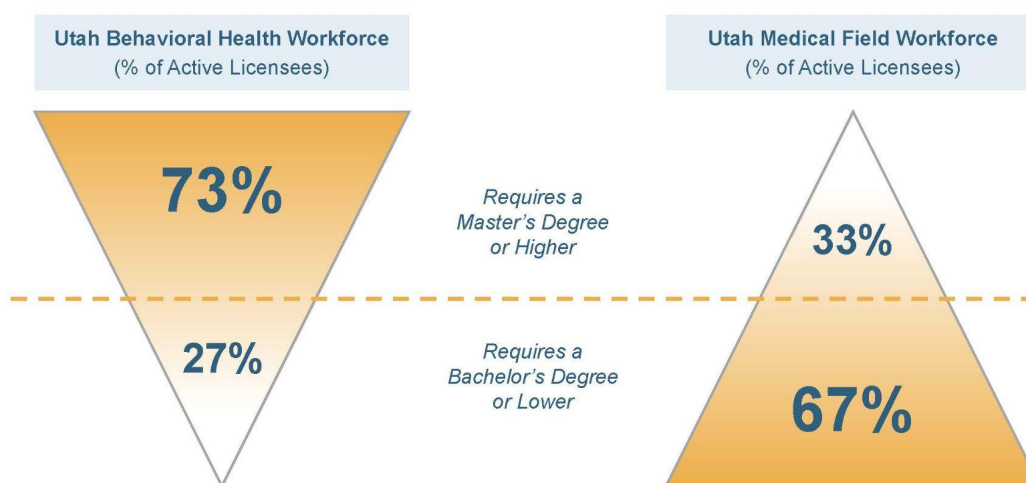 Utah Behavioral Health Workforce
(% of Active Licensees)
Utah Medical Field Workforce
(% of Active Licensees)
73%
Requires a
Master's Degree
or Higher
33%
27%
Requires a
Bachelor's Degree
or Lower
67%